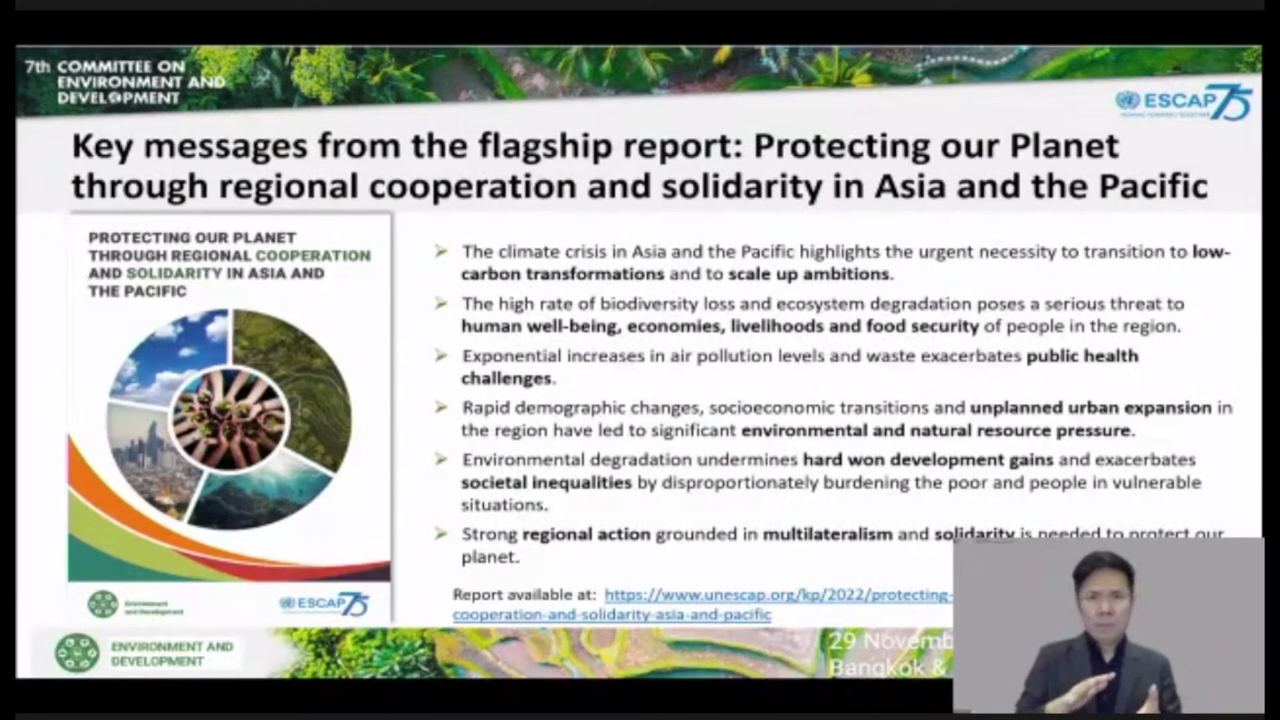 7th COMMITTEE ON
ENVIRONMENT AND
DEVELOPMENT
ESCAP 75
Key messages from the flagship report: Protecting our Planet
through regional cooperation and solidarity in Asia and the Pacific
PROTECTING OUR PLANET
THROUGH REGIONAL COOPERATION
AND SOLIDARITY IN ASIA AND
THE PACIFIC
Environment
and Development
ESCAP 75
➢ The climate crisis in Asia and the Pacific highlights the urgent necessity to transition to low-
carbon transformations and to scale up ambitions.
➢ The high rate of biodiversity loss and ecosystem degradation poses a serious threat to
human well-being, economies, livelihoods and food security of people in the region.
➢ Exponential increases in air pollution levels and waste exacerbates public health
challenges.
➢ Rapid demographic changes, socioeconomic transitions and unplanned urban expansion in
the region have led to significant environmental and natural resource pressure.
➢ Environmental degradation undermines hard won development gains and exacerbates
societal inequalities by disproportionately burdening the poor and people in vulnerable
situations.
➢ Strong regional action grounded in multilateralism and solidarity is needed to protect our
planet.
Report available at: https://www.unescap.org/kp/2022/protecting-
cooperation-and-solidarity-asia-and-pacific
ENVIRONMENT AND
DEVELOPMENT
29 Novemb
Bangkok &